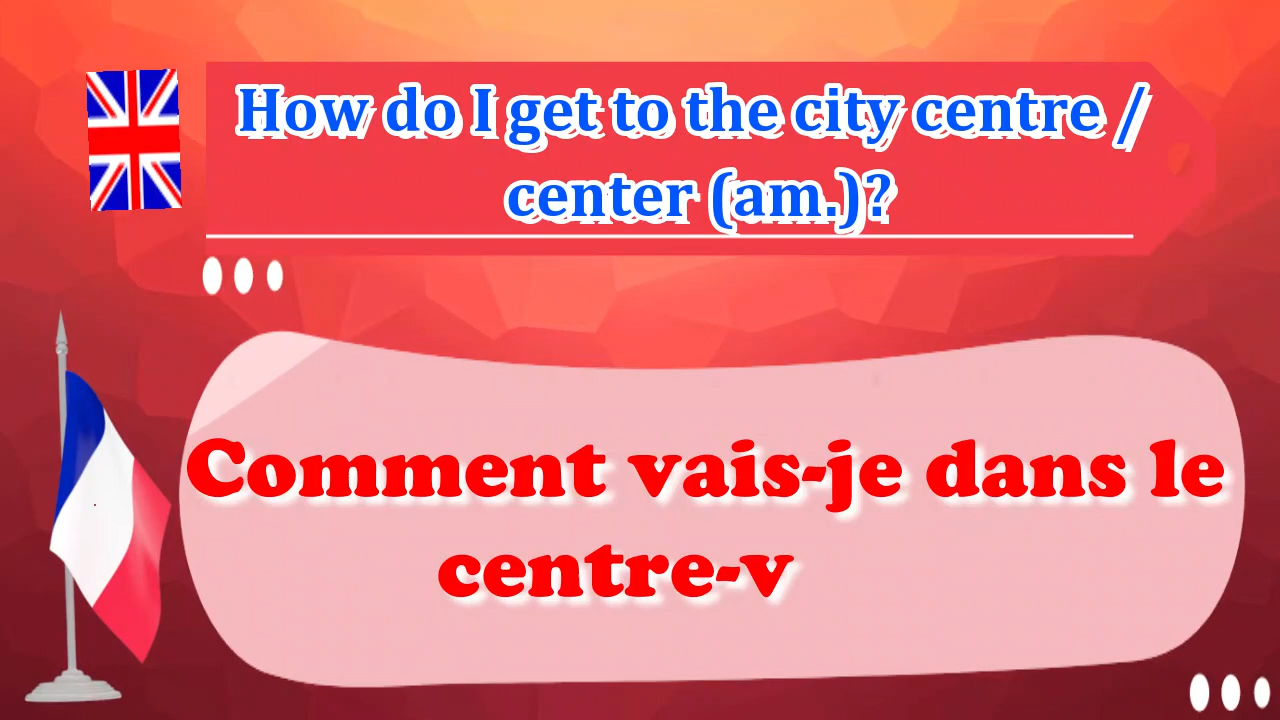 How do I get to the city centre /
center (am.)?
Comment vais-je dans le
centre-v